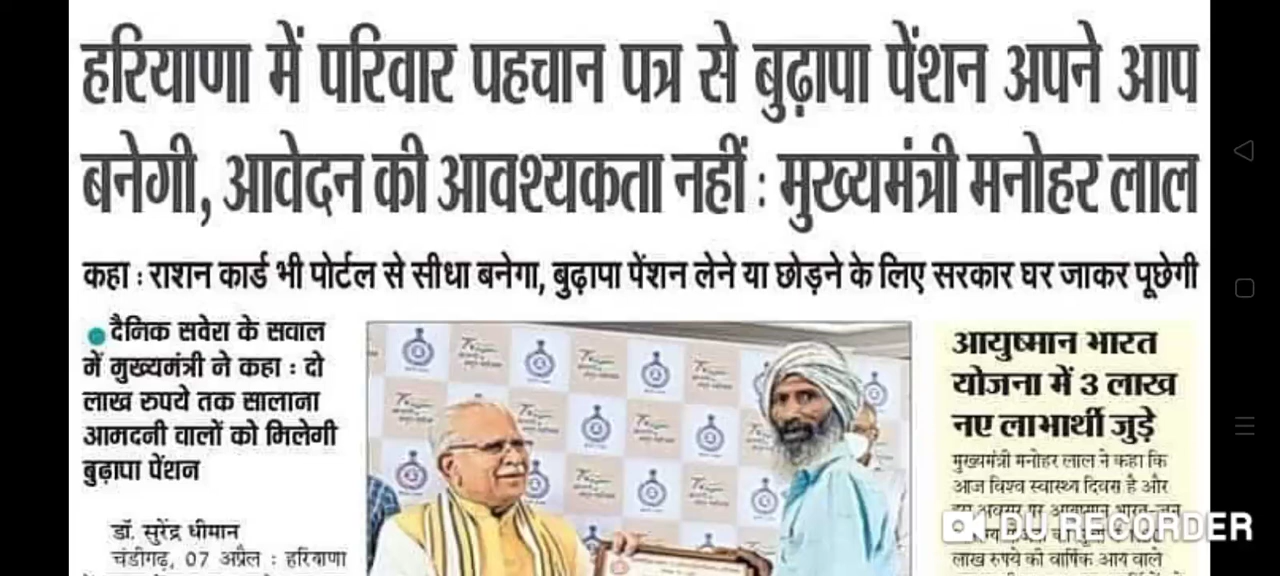 हरियाणा में परिवार पहचान पत्र से बुढ़ापा पेंशन अपने आप
बनेगी, आवेदन की आवश्यकता नहीं : मुख्यमंत्री मनोहर लाल
कहा : राशन कार्ड भी पोर्टल से सीधा बनेगा, बुढ़ापा पेंशन लेने या छोड़ने के लिए सरकार घर जाकर पूछेगी
दैनिक सवेरा के सवाल
में मुख्यमंत्री ने कहा : दो
लाख रुपये तक सालाना
आमदनी वालों को मिलेगी
बुढ़ापा पेंशन
डॉ. सुरेंद्र धीमान
चंडीगढ़, 07 अप्रैल : हरियाणा
आयुष्मान भारत
योजना में 3 लाख
नए लाभार्थी जुड़े
मुख्यमंत्री मनोहर लाल ने कहा कि
आज विश्व स्वास्थ्य दिवस है और
लाख रुपये की वार्षिक आय वाले
DU RECORDER